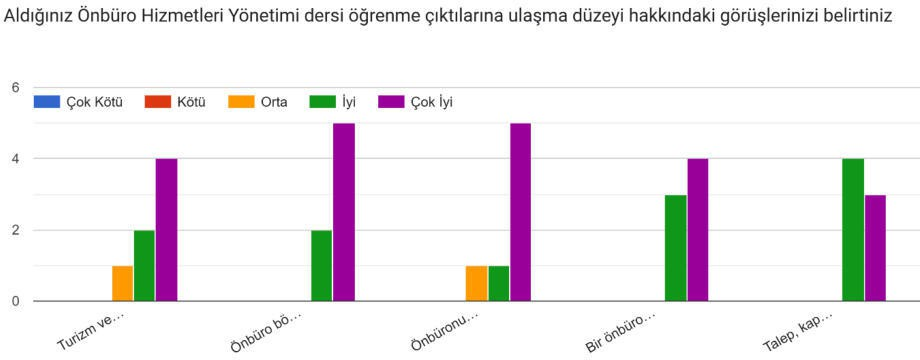 Aldığınız Önbüro Hizmetleri Yönetimi dersi öğrenme çıktılarına ulaşma düzeyi hakkındaki görüşlerinizi belirtiniz
6
Çok Kötü Kötü Orta İyi Çok İyi
4
2
0
Turizm ve… Önbüro bö… Önbüronu… Bir önbüro… Talep, kap…